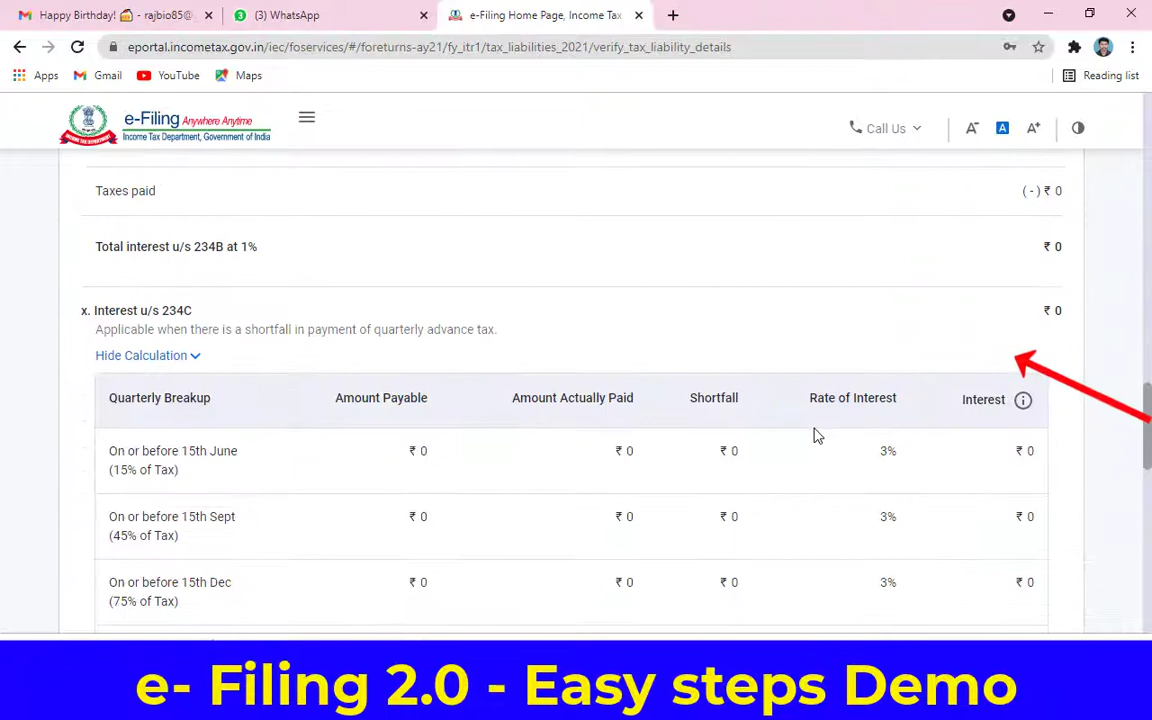 Happy Birthday! - rajbio85@
(3) WhatsApp
e-Filing Home Page, Income Tax
eportal.incometax.gov.in/iec/foservices/#/foreturns-ay21/fy_itr1/tax_liabilities_2021/verify_tax_liability_details
Apps Gmail YouTube Maps Reading list
e-Filing Anywhere Anytime
Income Tax Department, Government of India
Call Us A- A A+
Taxes paid (-) ₹ 0
Total interest u/s 234B at 1% ₹ 0
x. Interest u/s 234C ₹ 0
Applicable when there is a shortfall in payment of quarterly advance tax.
Hide Calculation
Quarterly Breakup Amount Payable Amount Actually Paid Shortfall Rate of Interest Interest
On or before 15th June ₹ 0 ₹ 0 ₹ 0 3% ₹ 0
(15% of Tax)
On or before 15th Sept ₹ 0 ₹ 0 ₹ 0 3% ₹ 0
(45% of Tax)
On or before 15th Dec ₹ 0 ₹ 0 ₹ 0 3% ₹ 0
(75% of Tax)
e- Filing 2.0 - Easy steps Demo